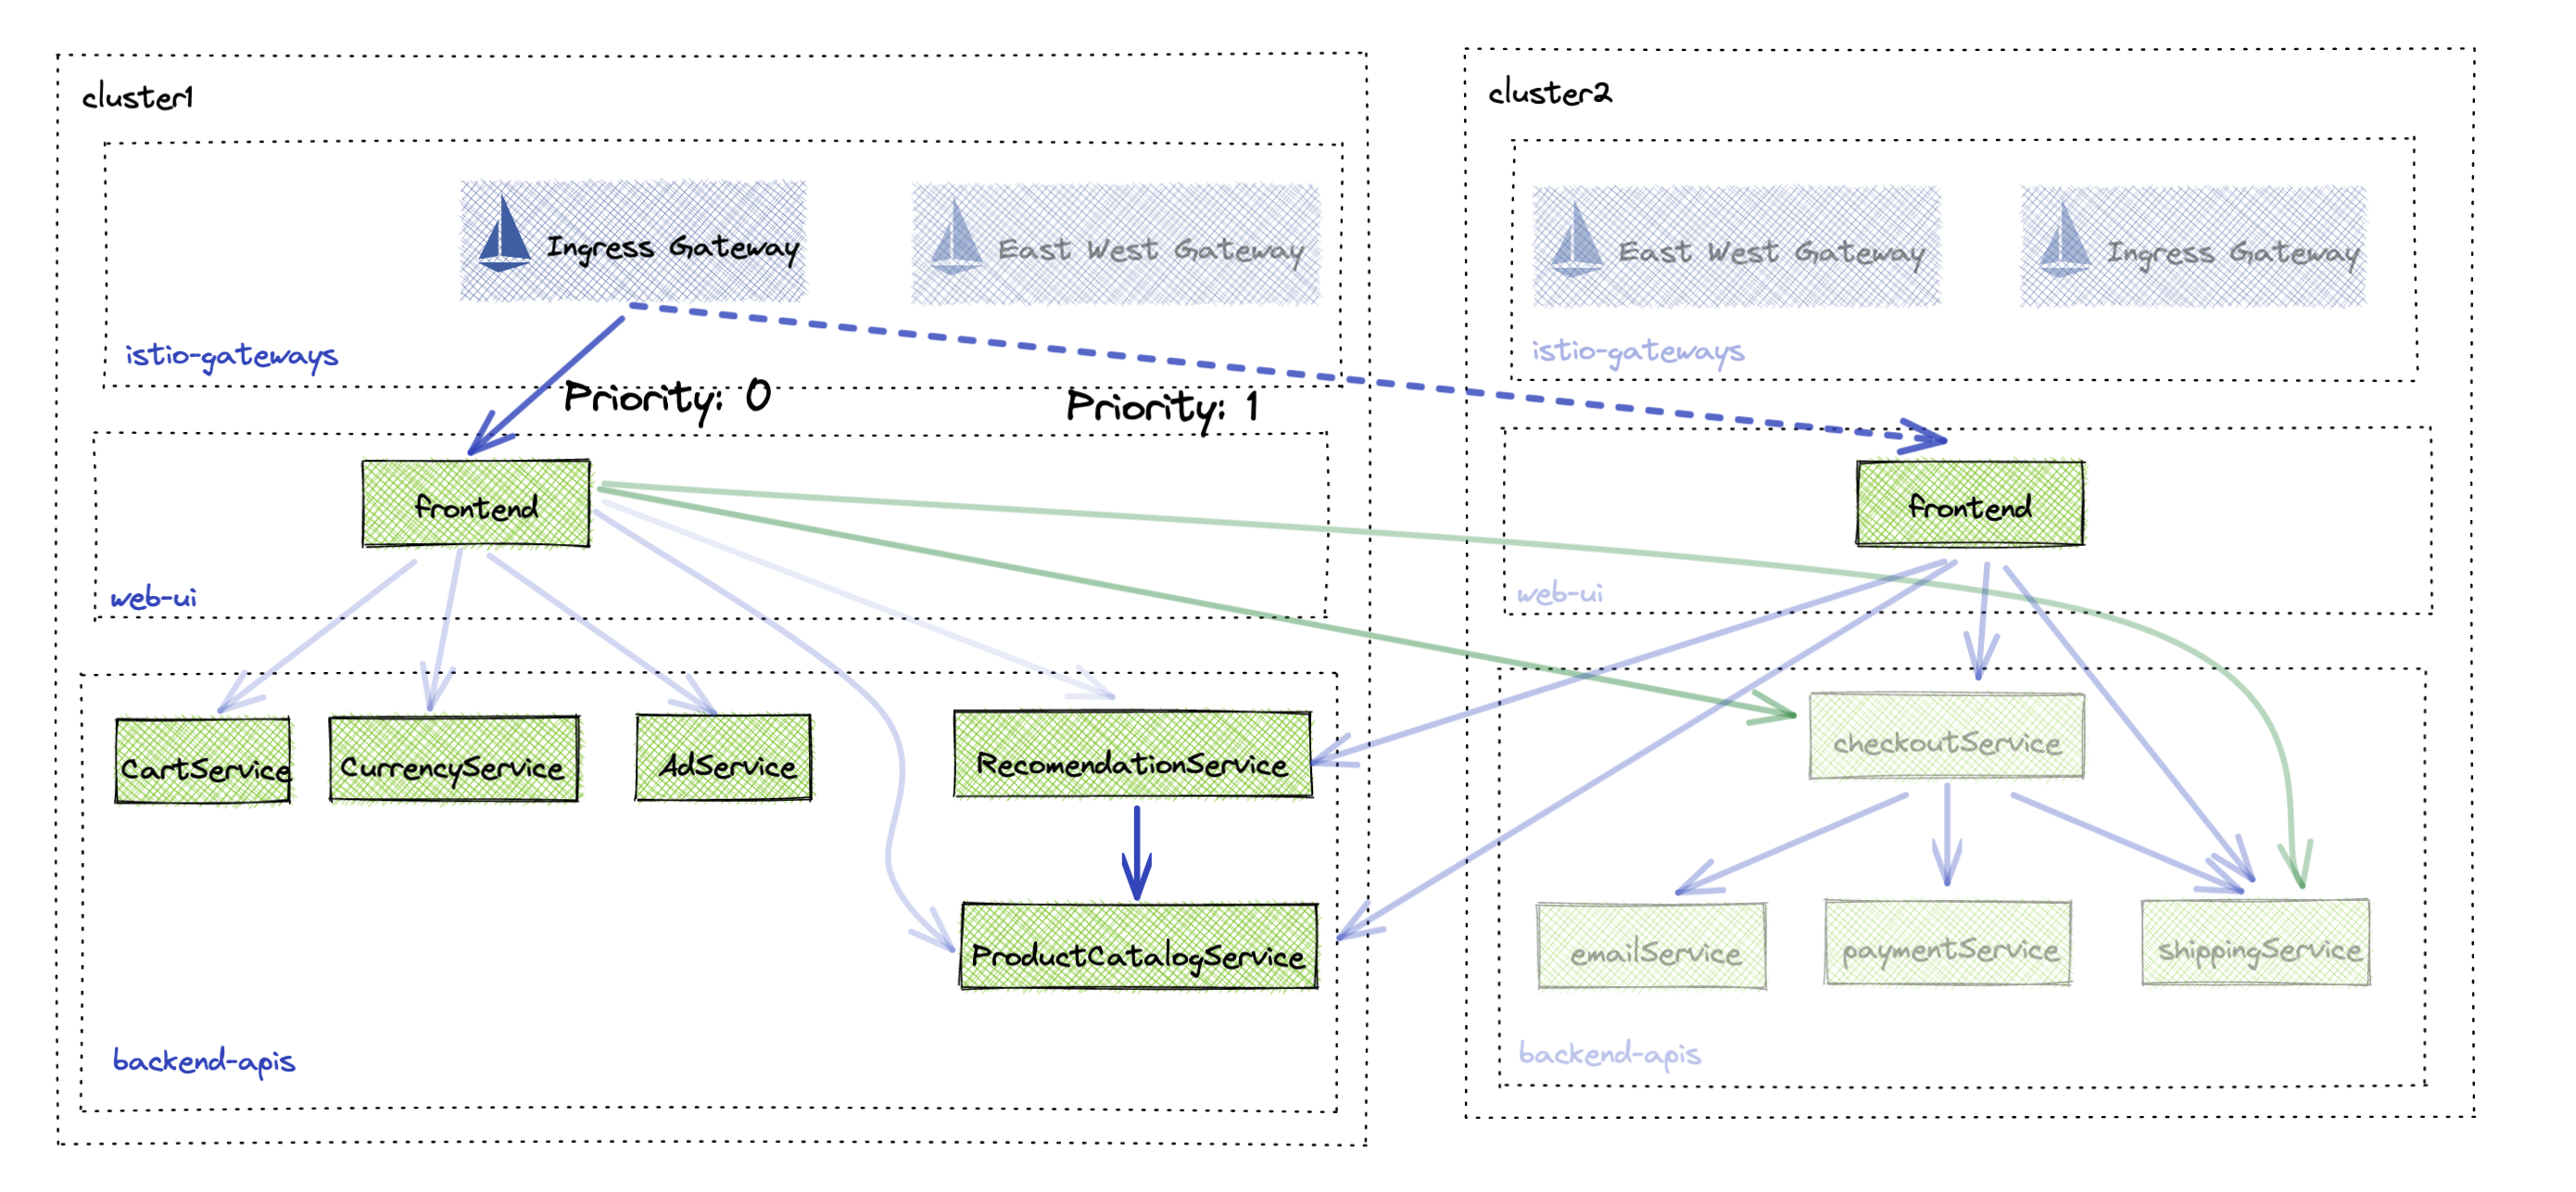 cluster1
Ingress Gateway
East West Gateway
istio-gateways
Priority: 0
Priority: 1
frontend
web-ui
CartService
CurrencyService
AdService
RecomendationService
ProductCatalogService
backend-apis
cluster2
East West Gateway
Ingress Gateway
istio-gateways
frontend
web-ui
checkoutService
emailService
paymentService
shippingService
backend-apis